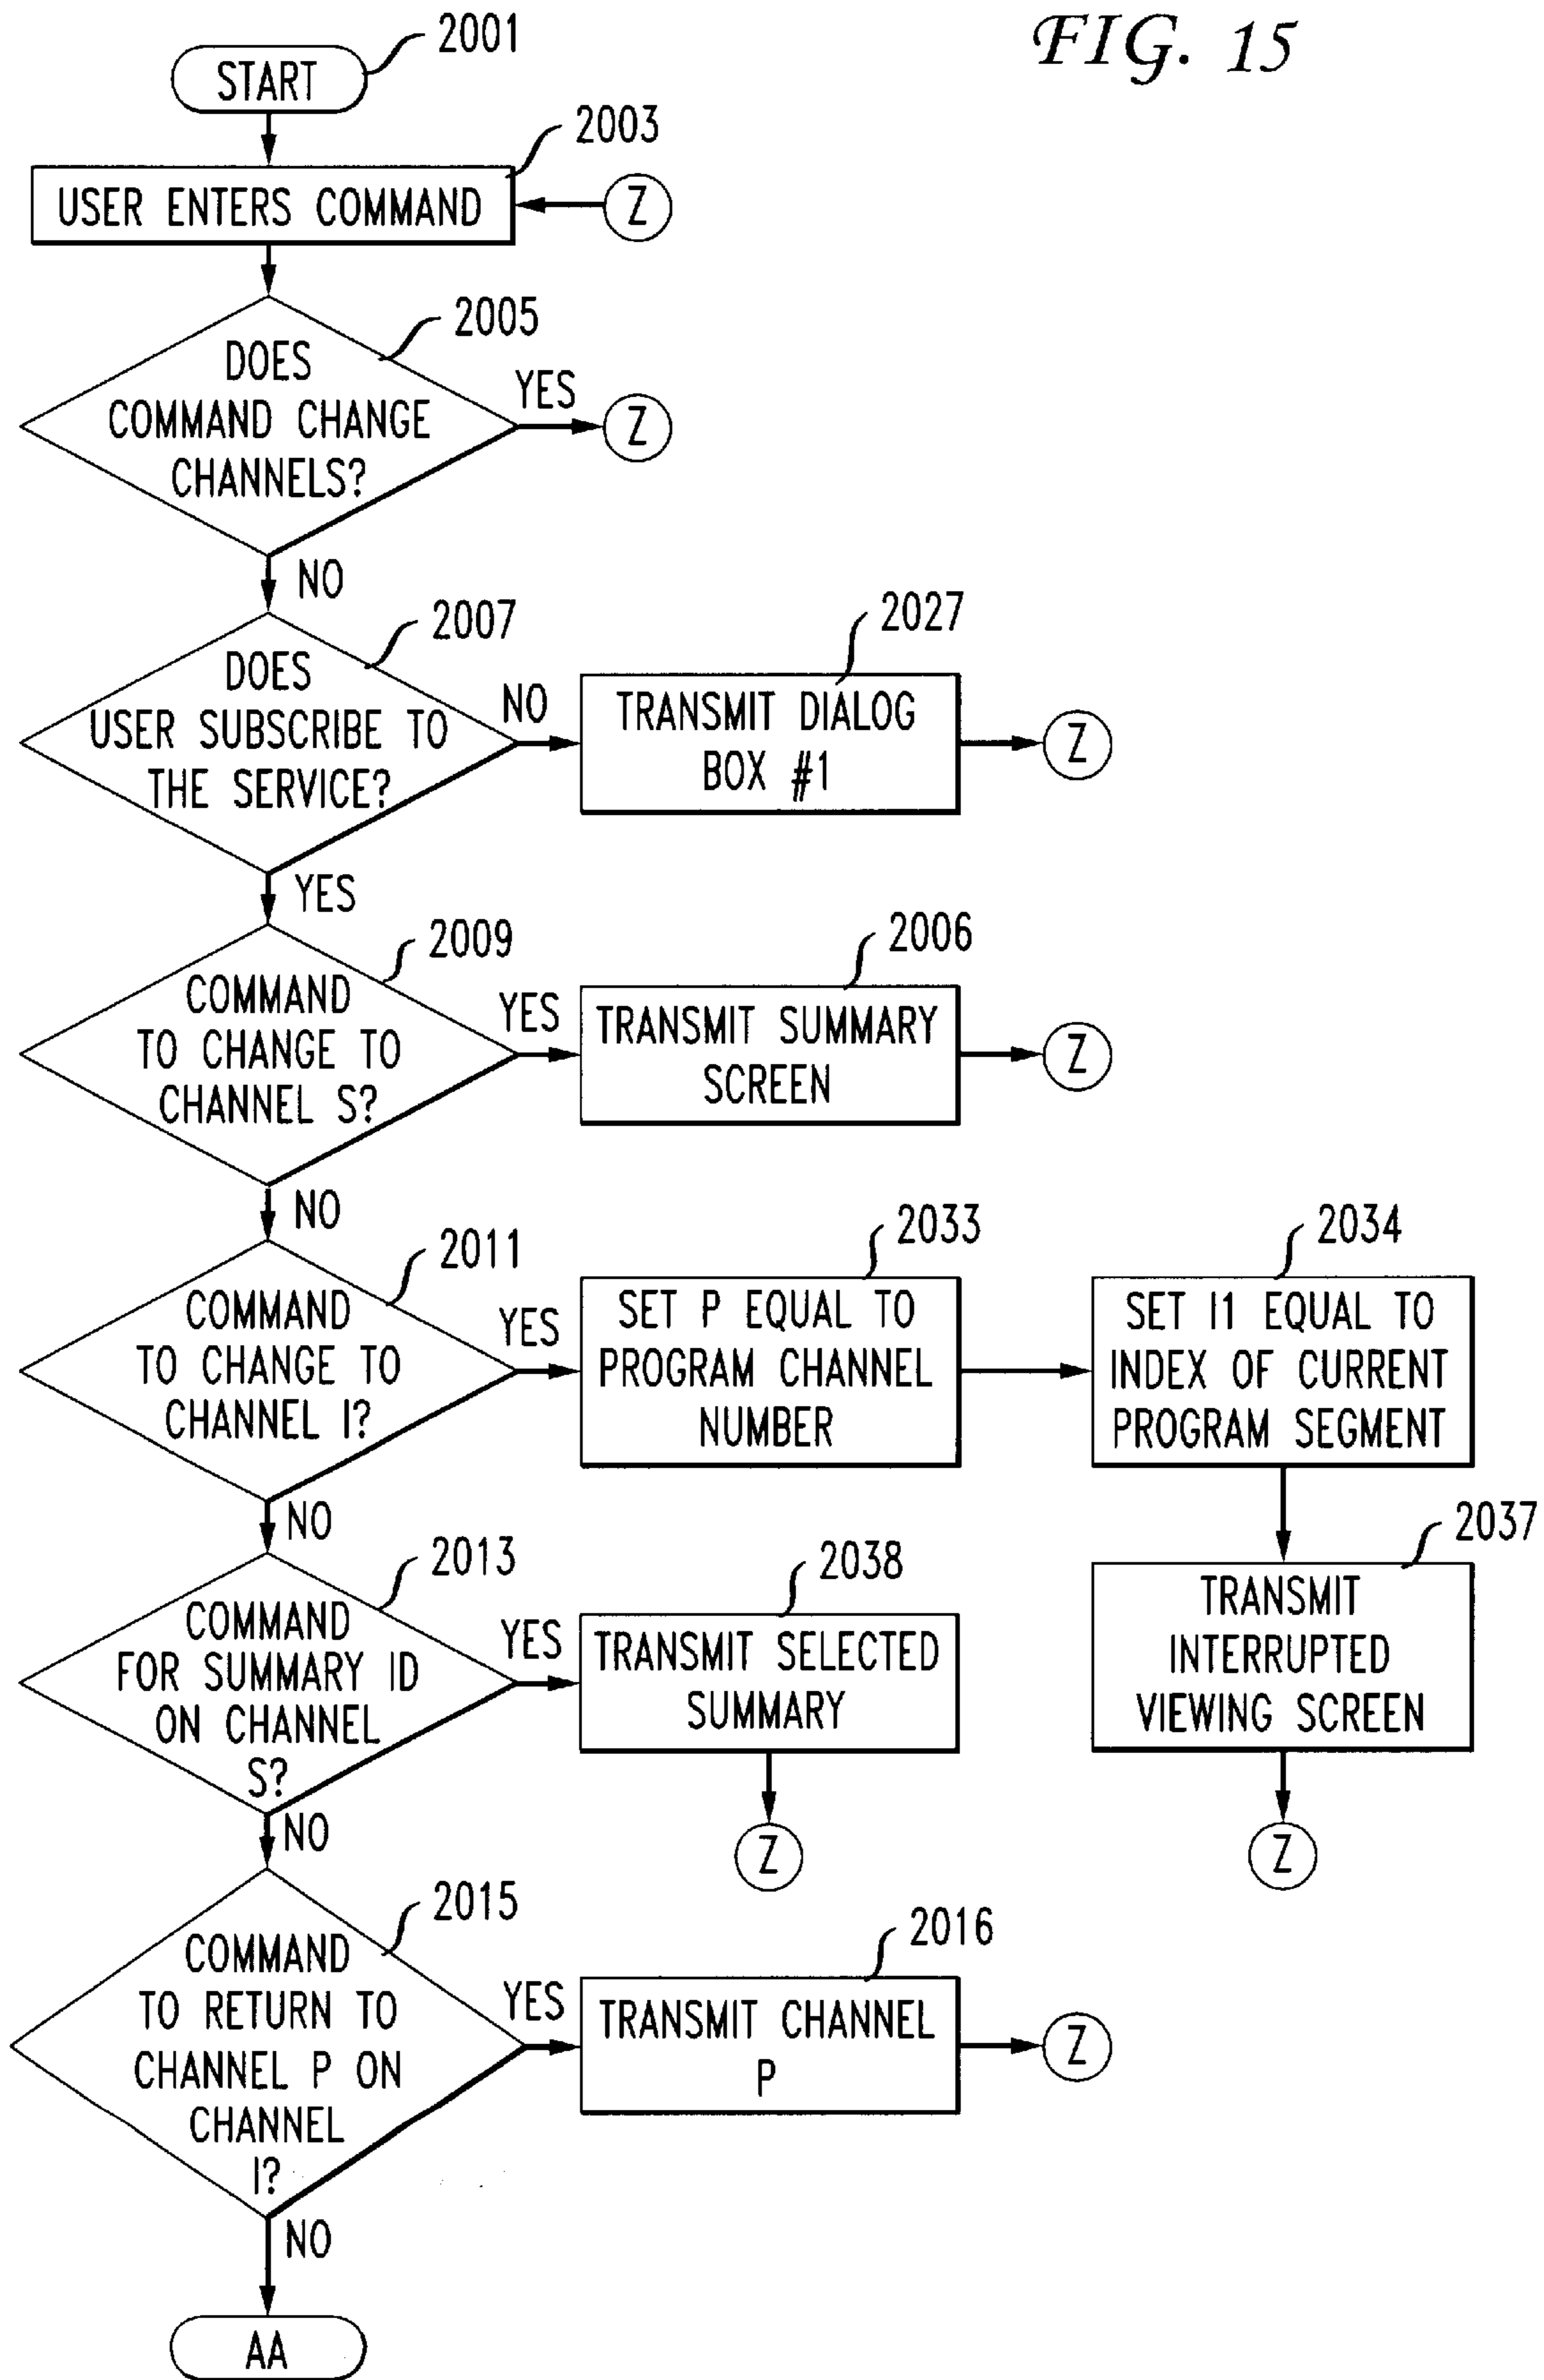 FIG. 15
2001
START
2003
USER ENTERS COMMAND
Z
2005
DOES
COMMAND CHANGE
CHANNELS?
YES
Z
NO
2007
DOES
USER SUBSCRIBE TO
THE SERVICE?
NO
2027
TRANSMIT DIALOG
BOX #1
Z
YES
2009
COMMAND
TO CHANGE TO
CHANNEL S?
YES
2006
TRANSMIT SUMMARY
SCREEN
Z
NO
2011
COMMAND
TO CHANGE TO
CHANNEL I?
YES
2033
SET P EQUAL TO
PROGRAM CHANNEL
NUMBER
2034
SET I1 EQUAL TO
INDEX OF CURRENT
PROGRAM SEGMENT
2037
TRANSMIT
INTERRUPTED
VIEWING SCREEN
Z
NO
2013
COMMAND
FOR SUMMARY ID
ON CHANNEL
S?
YES
2038
TRANSMIT SELECTED
SUMMARY
Z
NO
2015
COMMAND
TO RETURN TO
CHANNEL P ON
CHANNEL
I?
YES
2016
TRANSMIT CHANNEL
P
Z
NO
AA